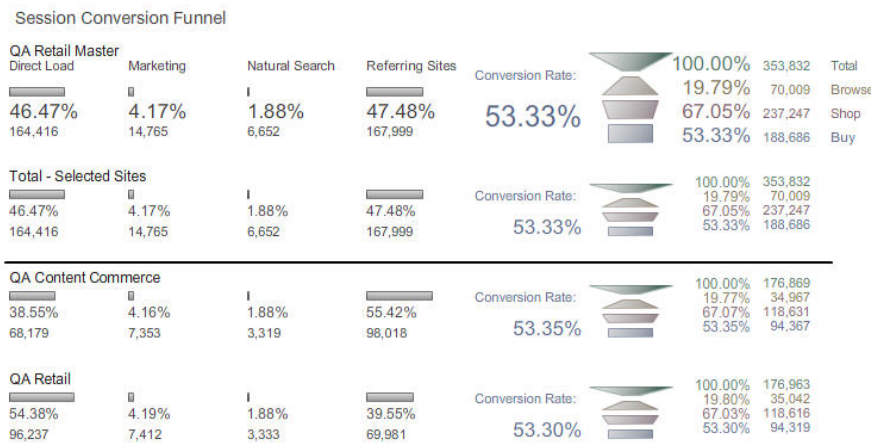 Session Conversion Funnel
QA Retail Master
Direct Load Marketing Natural Search Referring Sites
Conversion Rate:
46.47% 4.17% 1.88% 47.48%
164,416 14,765 6,652 167,999
53.33%
100.00% 353,832 Total
19.79% 70,009 Browse
67.05% 237,247 Shop
53.33% 188,686 Buy
Total - Selected Sites
Conversion Rate:
46.47% 4.17% 1.88% 47.48%
164,416 14,765 6,652 167,999
53.33%
100.00% 353,832
19.79% 70,009
67.05% 237,247
53.33% 188,686
QA Content Commerce
Conversion Rate:
38.55% 4.16% 1.88% 55.42%
68,179 7,353 3,319 98,018
53.35%
100.00% 176,869
19.77% 34,967
67.07% 118,631
53.35% 94,367
QA Retail
Conversion Rate:
54.38% 4.19% 1.88% 39.55%
96,237 7,412 3,333 69,981
53.30%
100.00% 176,963
19.80% 35,042
67.03% 118,616
53.30% 94,319